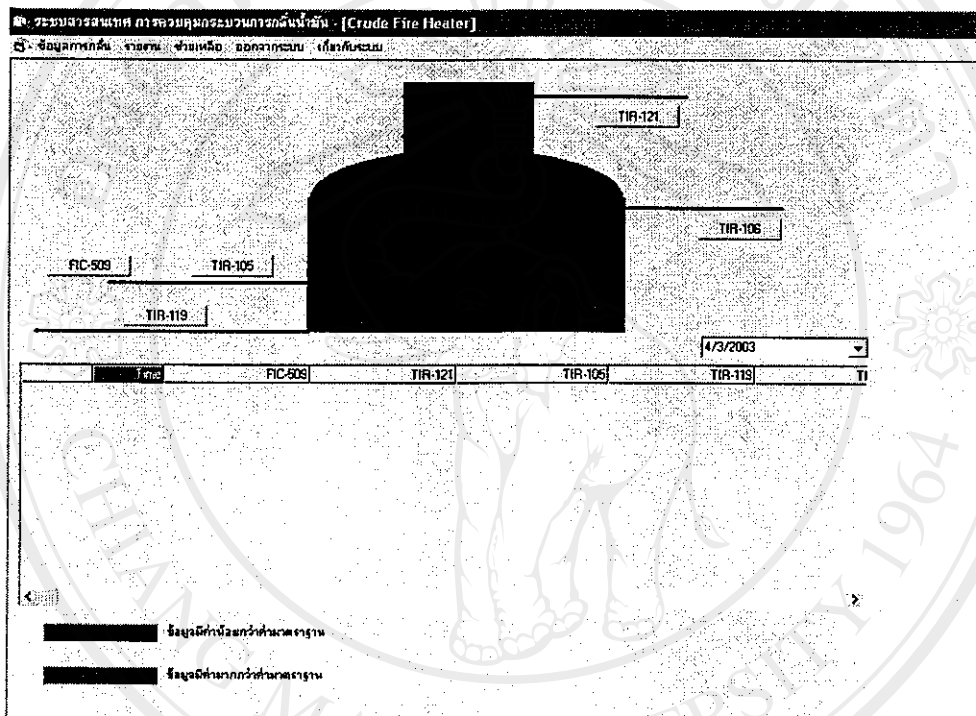 ระบบสารสนเทศ การควบคุมกระบวนการกลั่นน้ำมัน - [Crude Fire Heater]
ข้อมูลการกลั่น รายงาน ช่วยเหลือ ออกจากระบบ เกี่ยวกับระบบ
TIR-121
TIR-106
FIC-509 TIR-105
TIR-119
4/3/2003
Time FIC-509 TIR-121 TIR-105 TIR-119 TI
ข้อมูลมีค่าน้อยกว่าค่ามาตราฐาน
ข้อมูลมีค่ามากกว่าค่ามาตราฐาน
CHIANG MAI UNIVERSITY 1964